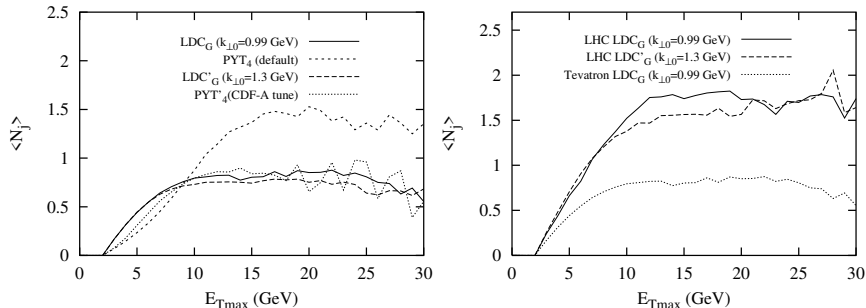 2.5
2
1.5
1
0.5
0
<N_j>
LDC_G (k_⊥0=0.99 GeV)
PYT_4 (default)
LDC'_G (k_⊥0=1.3 GeV)
PYT'_4(CDF-A tune)
0 5 10 15 20 25 30
E_Tmax (GeV)
2.5
2
1.5
1
0.5
0
<N_j>
LHC LDC_G (k_⊥0=0.99 GeV)
LHC LDC'_G (k_⊥0=1.3 GeV)
Tevatron LDC_G (k_⊥0=0.99 GeV)
0 5 10 15 20 25 30
E_Tmax (GeV)